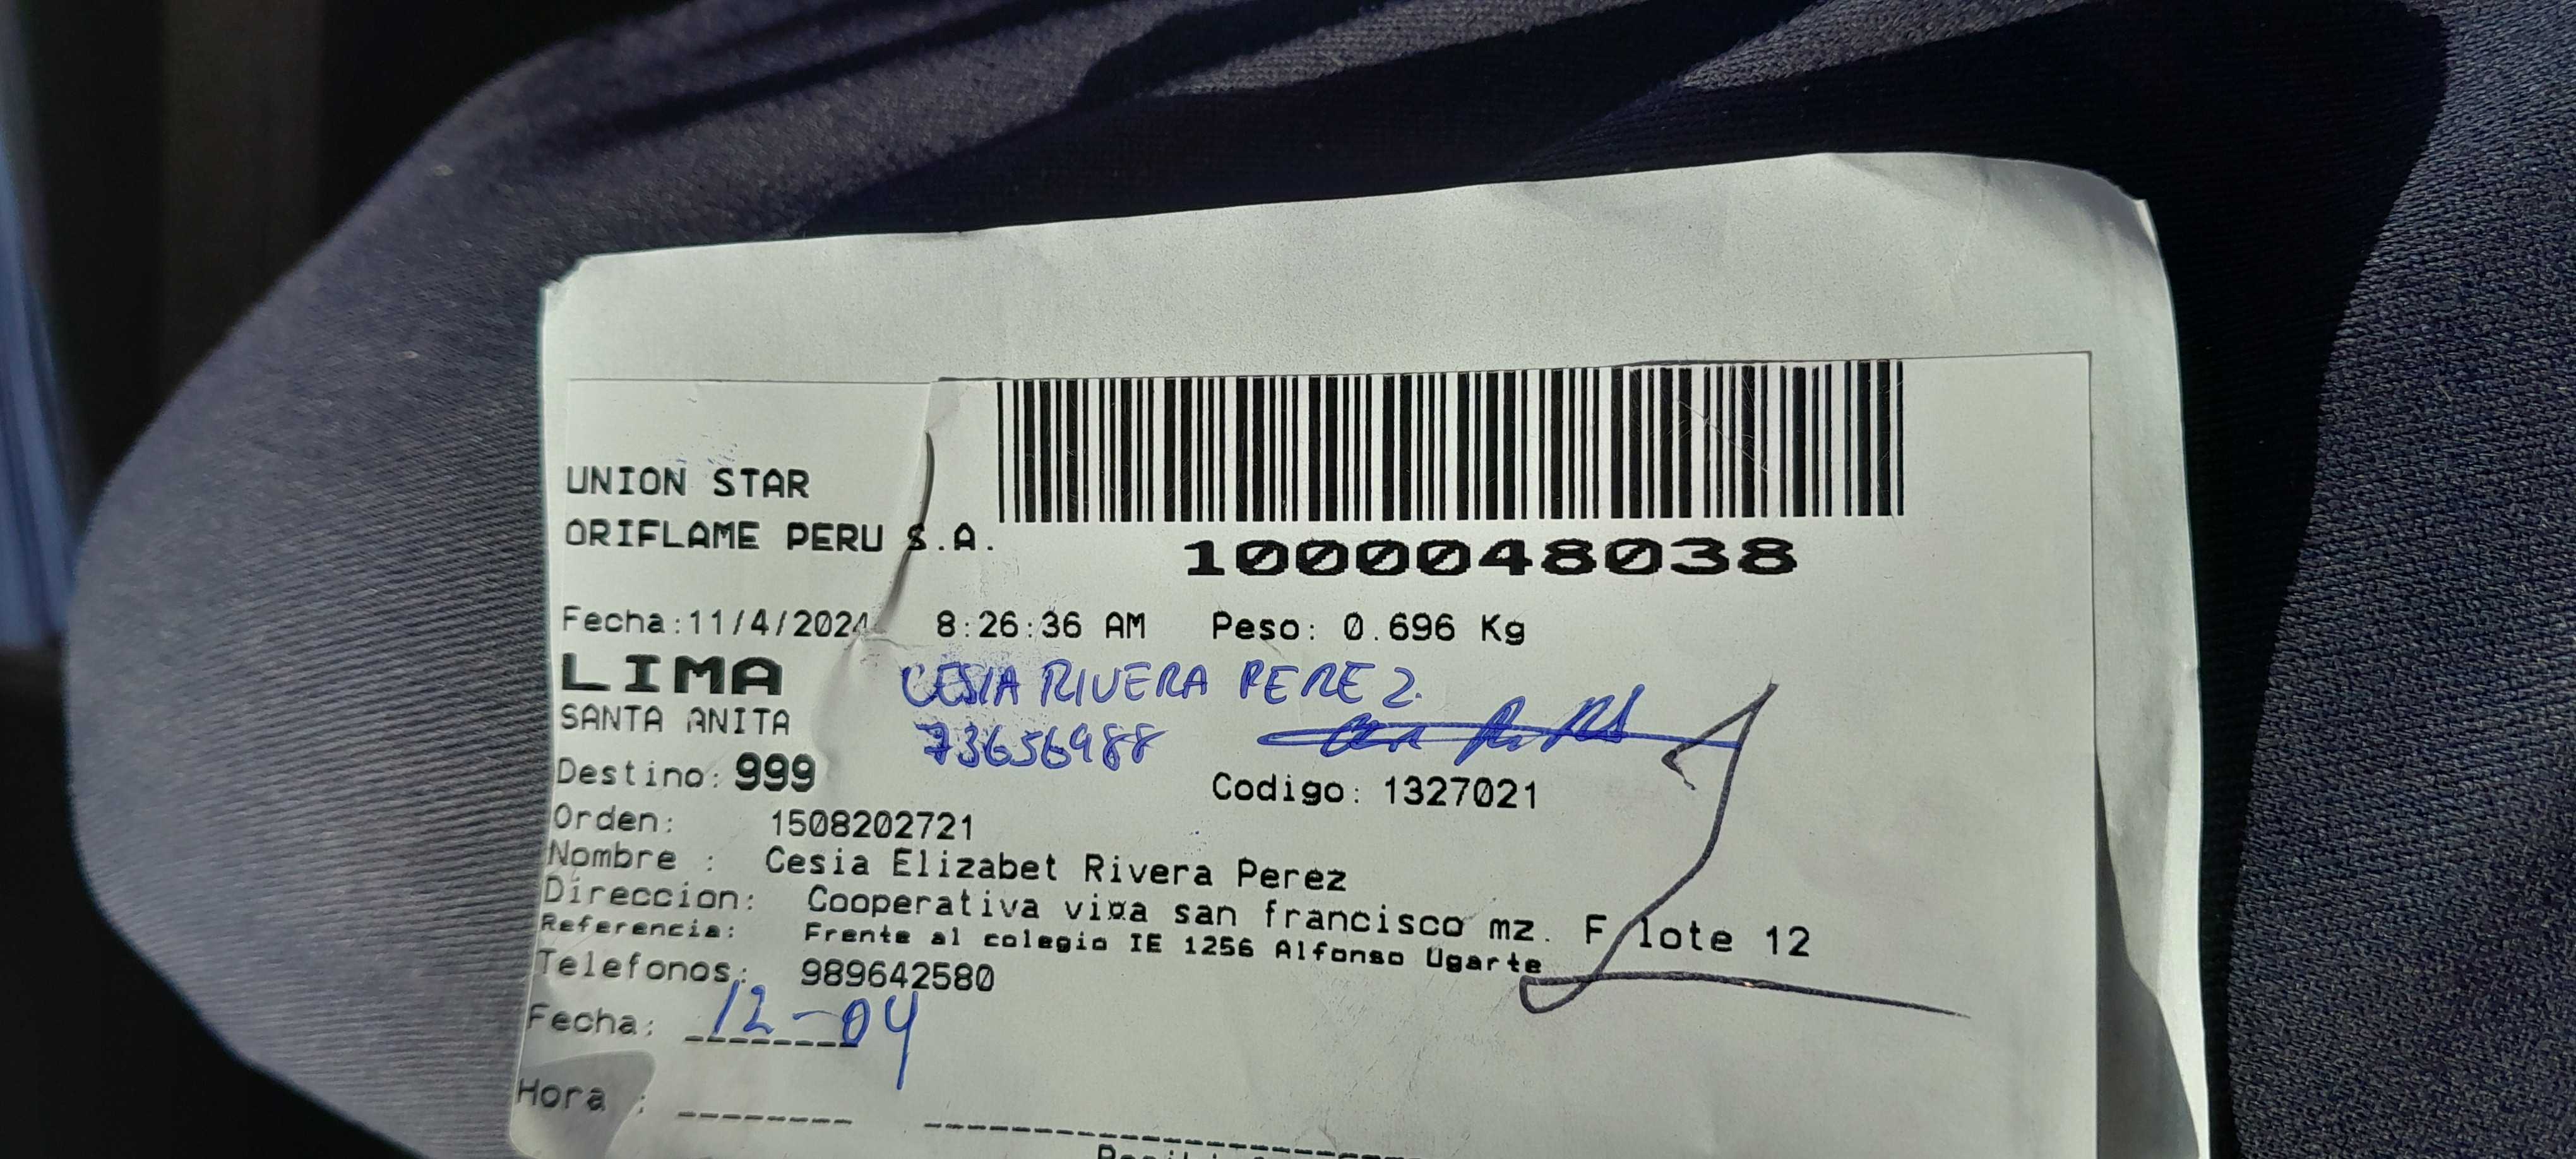 UNION STAR
ORIFLAME PERU S.A.
1000048038
Fecha:11/4/2024 8:26:36 AM Peso: 0.696 Kg
LIMA
CESIA RIVERA PEREZ.
SANTA ANITA
73656988
Destino: 999
Codigo: 1327021
Orden: 1508202721
Nombre : Cesia Elizabet Rivera Perez
Direccion: Cooperativa viña san francisco mz. F lote 12
Referencia: Frente al colegio IE 1256 Alfonso Ugarte
Telefonos: 989642580
Fecha: 12-04
Hora :